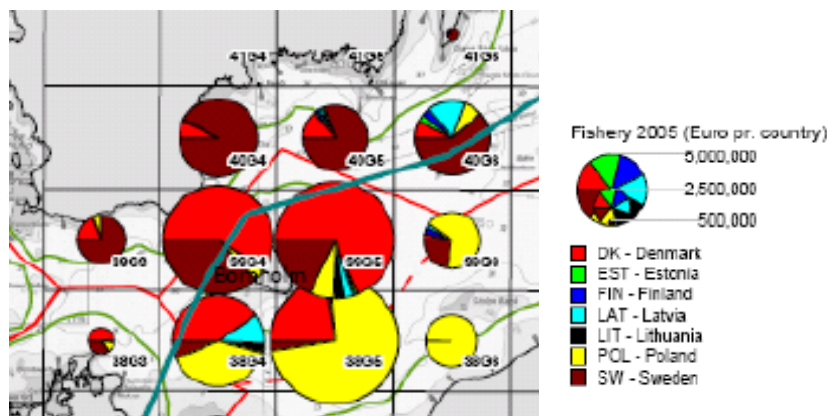 41G4 41G5 41G6
40G4 40G5 40G6
39G3 39G4 39G5 39G6
Bornholm
38G3 38G4 38G5 38G6
Fishery 2005 (Euro pr. country)
5,000,000
2,500,000
500,000
DK - Denmark
EST - Estonia
FIN - Finland
LAT - Latvia
LIT - Lithuania
POL - Poland
SW - Sweden